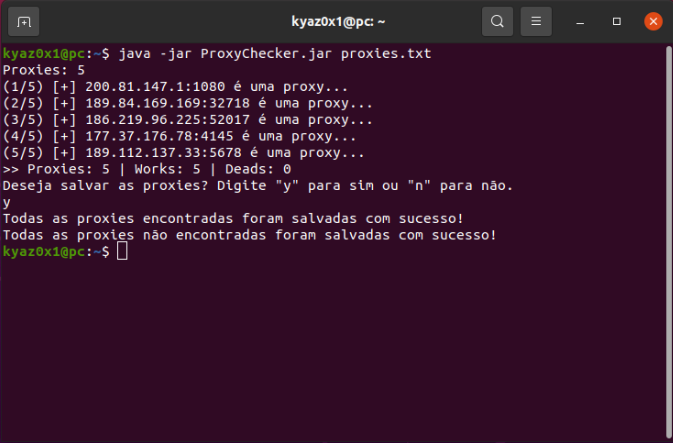 kyaz0x1@pc: ~
kyaz0x1@pc:~$ java -jar ProxyChecker.jar proxies.txt
Proxies: 5
(1/5) [+] 200.81.147.1:1080 é uma proxy...
(2/5) [+] 189.84.169.169:32718 é uma proxy...
(3/5) [+] 186.219.96.225:52017 é uma proxy...
(4/5) [+] 177.37.176.78:4145 é uma proxy...
(5/5) [+] 189.112.137.33:5678 é uma proxy...
>> Proxies: 5 | Works: 5 | Deads: 0
Deseja salvar as proxies? Digite "y" para sim ou "n" para não.
y
Todas as proxies encontradas foram salvadas com sucesso!
Todas as proxies não encontradas foram salvadas com sucesso!
kyaz0x1@pc:~$